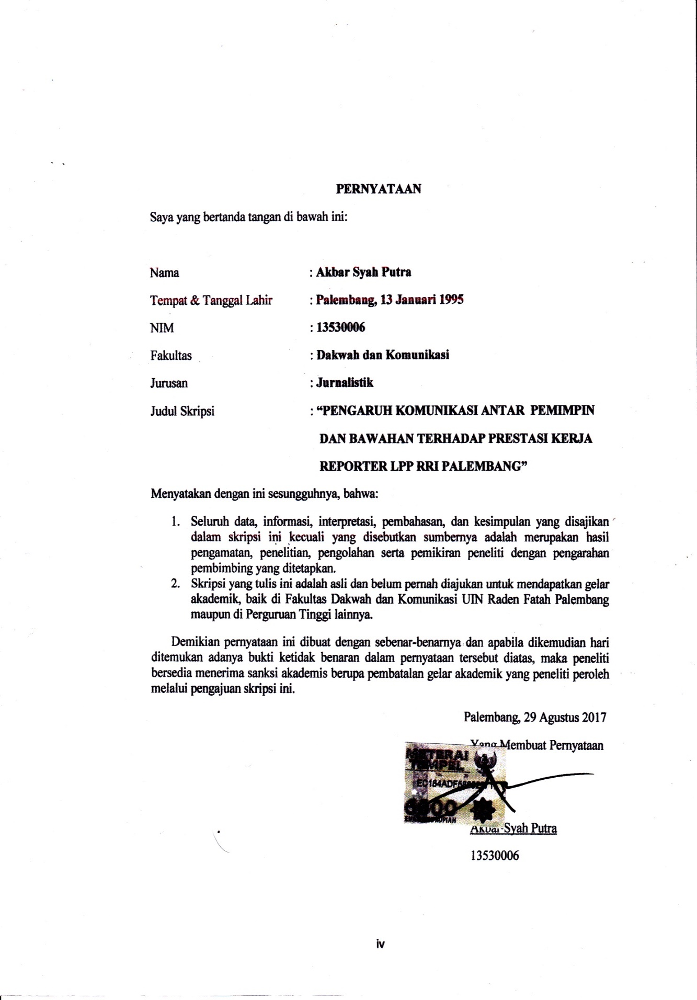 PERNYATAAN
Saya yang bertanda tangan di bawah ini:
Nama : Akbar Syah Putra
Tempat & Tanggal Lahir : Palembang, 13 Januari 1995
NIM : 13530006
Fakultas : Dakwah dan Komunikasi
Jurusan : Jurnalistik
Judul Skripsi : “PENGARUH KOMUNIKASI ANTAR PEMIMPIN
DAN BAWAHAN TERHADAP PRESTASI KERJA
REPORTER LPP RRI PALEMBANG”
Menyatakan dengan ini sesungguhnya, bahwa:
1. Seluruh data, informasi, interpretasi, pembahasan, dan kesimpulan yang disajikan
dalam skripsi ini kecuali yang disebutkan sumbernya adalah merupakan hasil
pengamatan, penelitian, pengolahan serta pemikiran peneliti dengan pengarahan
pembimbing yang ditetapkan.
2. Skripsi yang tulis ini adalah asli dan belum pernah diajukan untuk mendapatkan gelar
akademik, baik di Fakultas Dakwah dan Komunikasi UIN Raden Fatah Palembang
maupun di Perguruan Tinggi lainnya.
Demikian pernyataan ini dibuat dengan sebenar-benarnya dan apabila dikemudian hari
ditemukan adanya bukti ketidak benaran dalam pernyataan tersebut diatas, maka peneliti
bersedia menerima sanksi akademis berupa pembatalan gelar akademik yang peneliti peroleh
melalui pengajuan skripsi ini.
Palembang, 29 Agustus 2017
Yang Membuat Pernyataan
METERAI
TEMPEL
6000
Akbar Syah Putra
13530006
iv